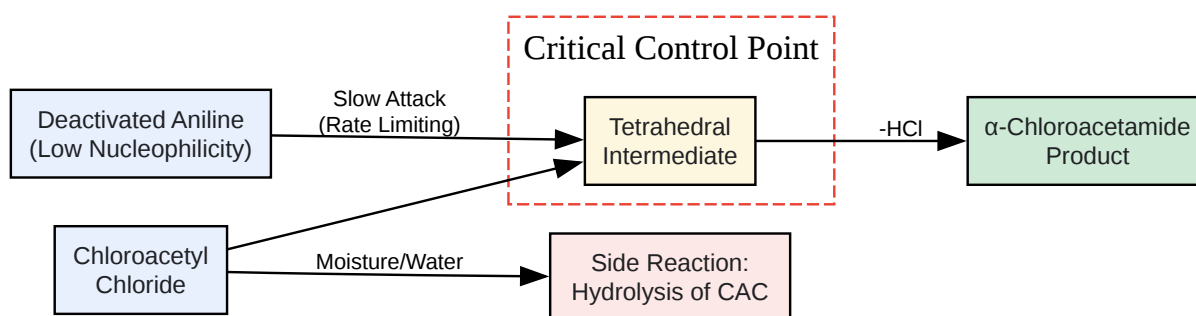 Critical Control Point
Deactivated Aniline
(Low Nucleophilicity)
Slow Attack
(Rate Limiting)
Tetrahedral
Intermediate
-HCl
α-Chloroacetamide
Product
Chloroacetyl
Chloride
Moisture/Water
Side Reaction:
Hydrolysis of CAC